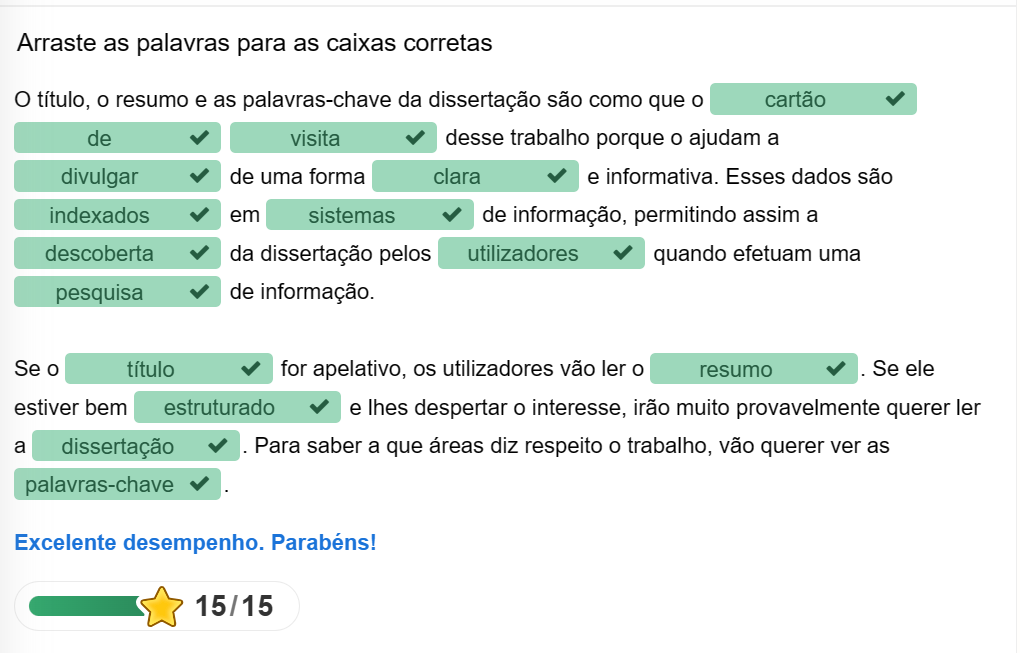 Arraste as palavras para as caixas corretas
O título, o resumo e as palavras-chave da dissertação são como que o cartão
de visita desse trabalho porque o ajudam a
divulgar de uma forma clara e informativa. Esses dados são
indexados em sistemas de informação, permitindo assim a
descoberta da dissertação pelos utilizadores quando efetuam uma
pesquisa de informação.
Se o título for apelativo, os utilizadores vão ler o resumo. Se ele
estiver bem estruturado e lhes despertar o interesse, irão muito provavelmente querer ler
a dissertação. Para saber a que áreas diz respeito o trabalho, vão querer ver as
palavras-chave.
Excelente desempenho. Parabéns!
15/15